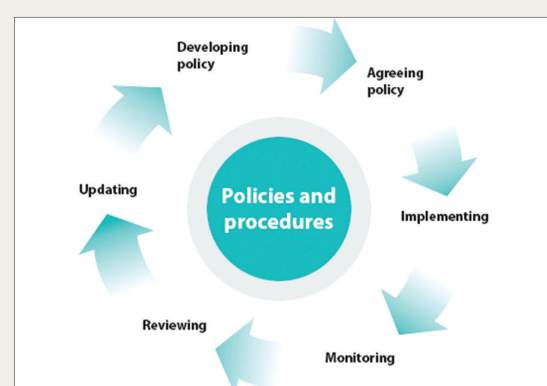 Developing
policy
Agreeing
policy
Implementing
Monitoring
Reviewing
Updating
Policies and
procedures